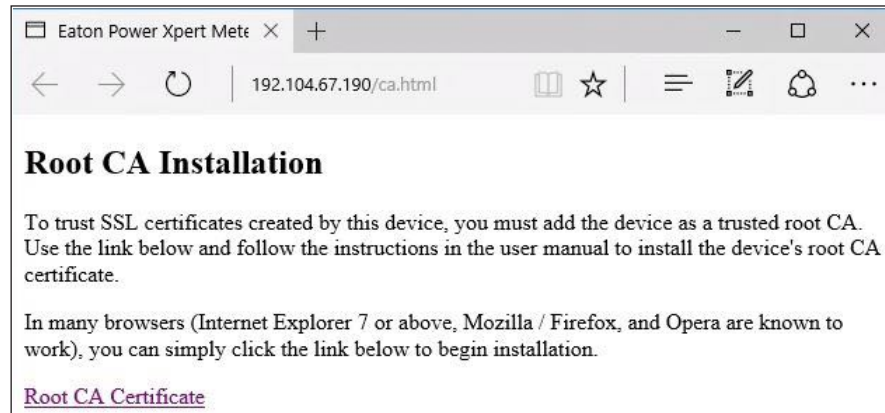 Eaton Power Xpert Mete
192.104.67.190/ca.html
Root CA Installation
To trust SSL certificates created by this device, you must add the device as a trusted root CA.
Use the link below and follow the instructions in the user manual to install the device's root CA
certificate.
In many browsers (Internet Explorer 7 or above, Mozilla / Firefox, and Opera are known to
work), you can simply click the link below to begin installation.
Root CA Certificate